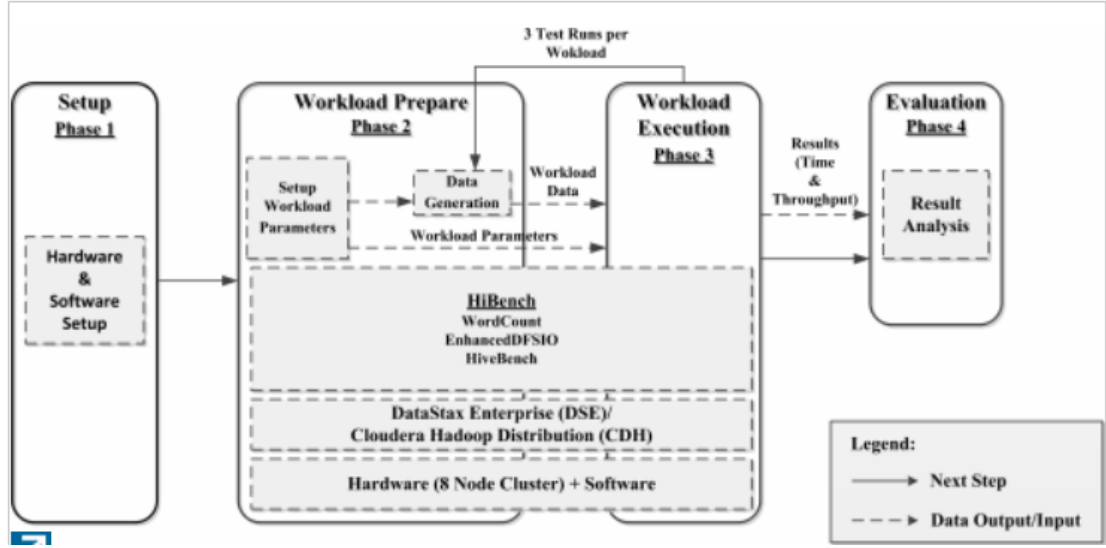 3 Test Runs per
Wokload
Setup
Phase 1
Hardware
&
Software
Setup
Workload Prepare
Phase 2
Setup
Workload
Parameters
Data
Generation
Workload
Data
Workload Parameters
Workload
Execution
Phase 3
HiBench
WordCount
EnhancedDFSIO
HiveBench
DataStax Enterprise (DSE)/
Cloudera Hadoop Distribution (CDH)
Hardware (8 Node Cluster) + Software
Results
(Time
&
Throughput)
Evaluation
Phase 4
Result
Analysis
Legend:
Next Step
Data Output/Input